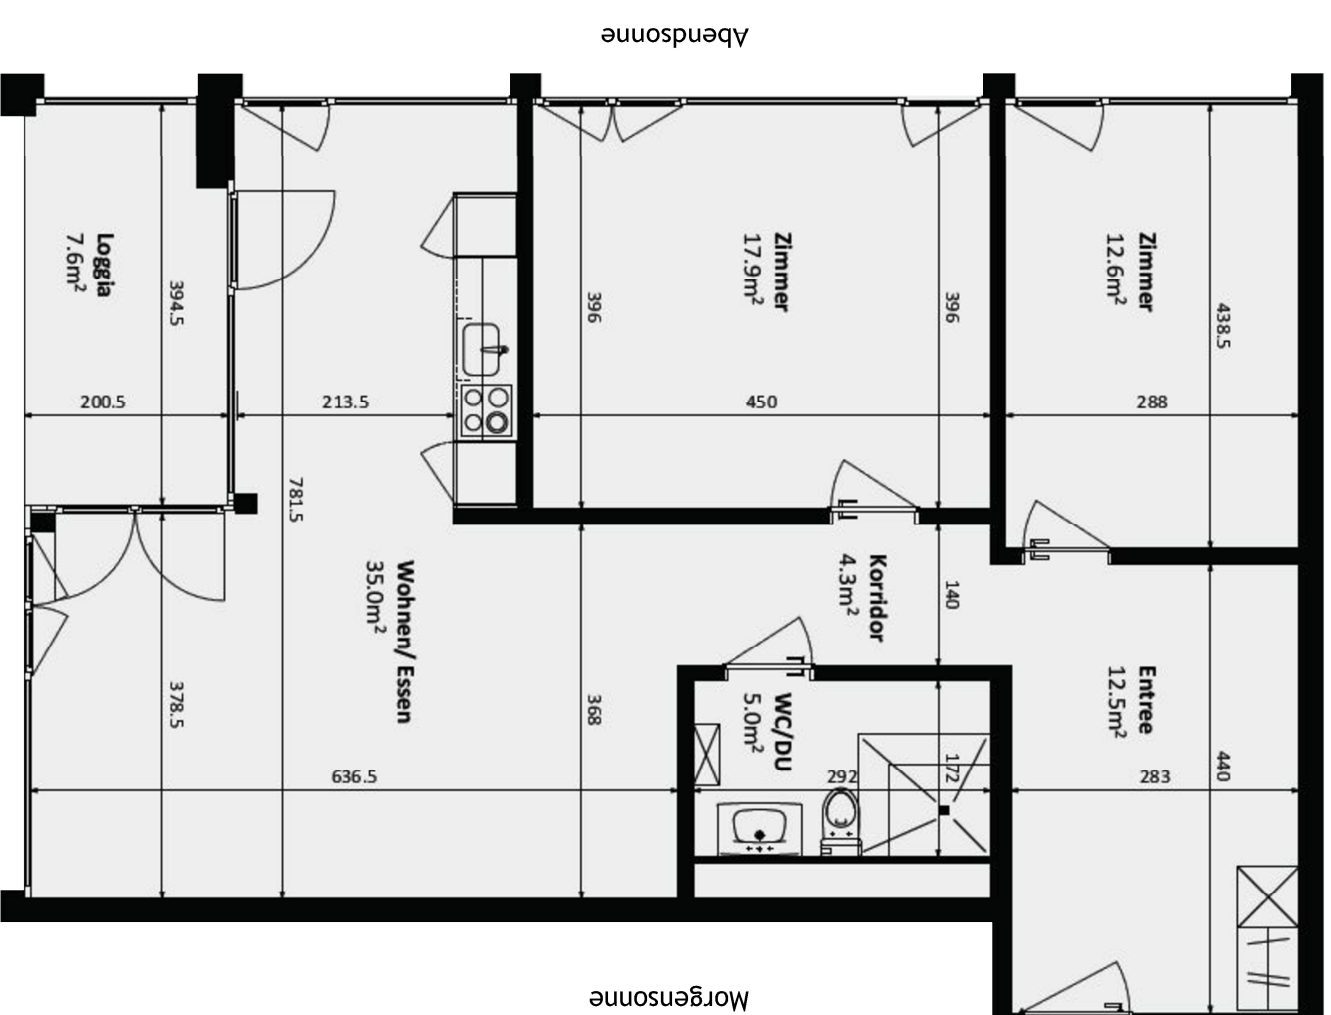 Abendsonne
Loggia
7.6m²
394.5
200.5
213.5
781.5
396
Zimmer
17.9m²
396
450
Zimmer
12.6m²
438.5
288
Wohnen/ Essen
35.0m²
378.5
636.5
368
Korridor
4.3m²
140
WC/DU
5.0m²
292
172
Entree
12.5m²
283
440
Morgensonne